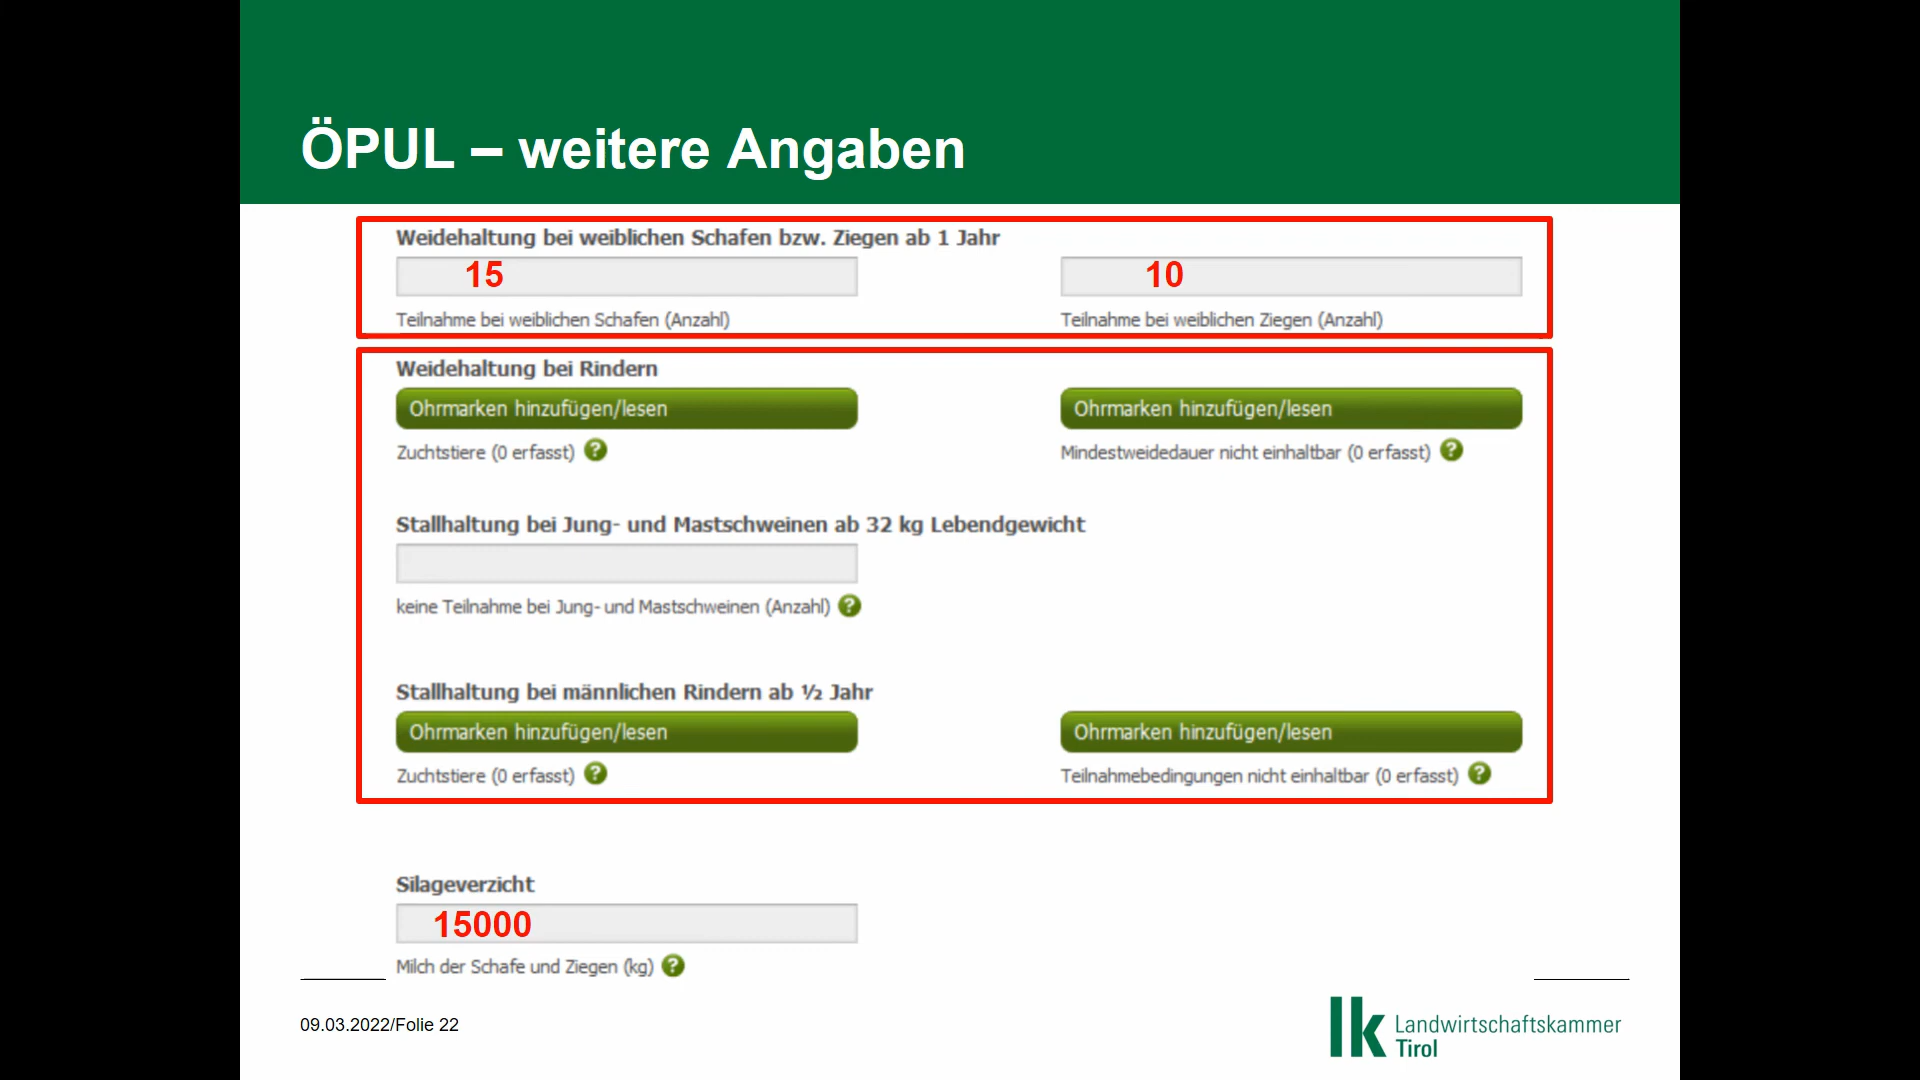 ÖPUL – weitere Angaben
Weidehaltung bei weiblichen Schafen bzw. Ziegen ab 1 Jahr
15 10
Teilnahme bei weiblichen Schafen (Anzahl) Teilnahme bei weiblichen Ziegen (Anzahl)
Weidehaltung bei Rindern
Ohrmarken hinzufügen/lesen Ohrmarken hinzufügen/lesen
Zuchtstiere (0 erfasst) ? Mindestweidedauer nicht einhaltbar (0 erfasst) ?
Stallhaltung bei Jung- und Mastschweinen ab 32 kg Lebendgewicht
keine Teilnahme bei Jung- und Mastschweinen (Anzahl) ?
Stallhaltung bei männlichen Rindern ab ½ Jahr
Ohrmarken hinzufügen/lesen Ohrmarken hinzufügen/lesen
Zuchtstiere (0 erfasst) ? Teilnahmebedingungen nicht einhaltbar (0 erfasst) ?
Silageverzicht
15000
Milch der Schafe und Ziegen (kg) ?
09.03.2022/Folie 22
lk Landwirtschaftskammer
Tirol